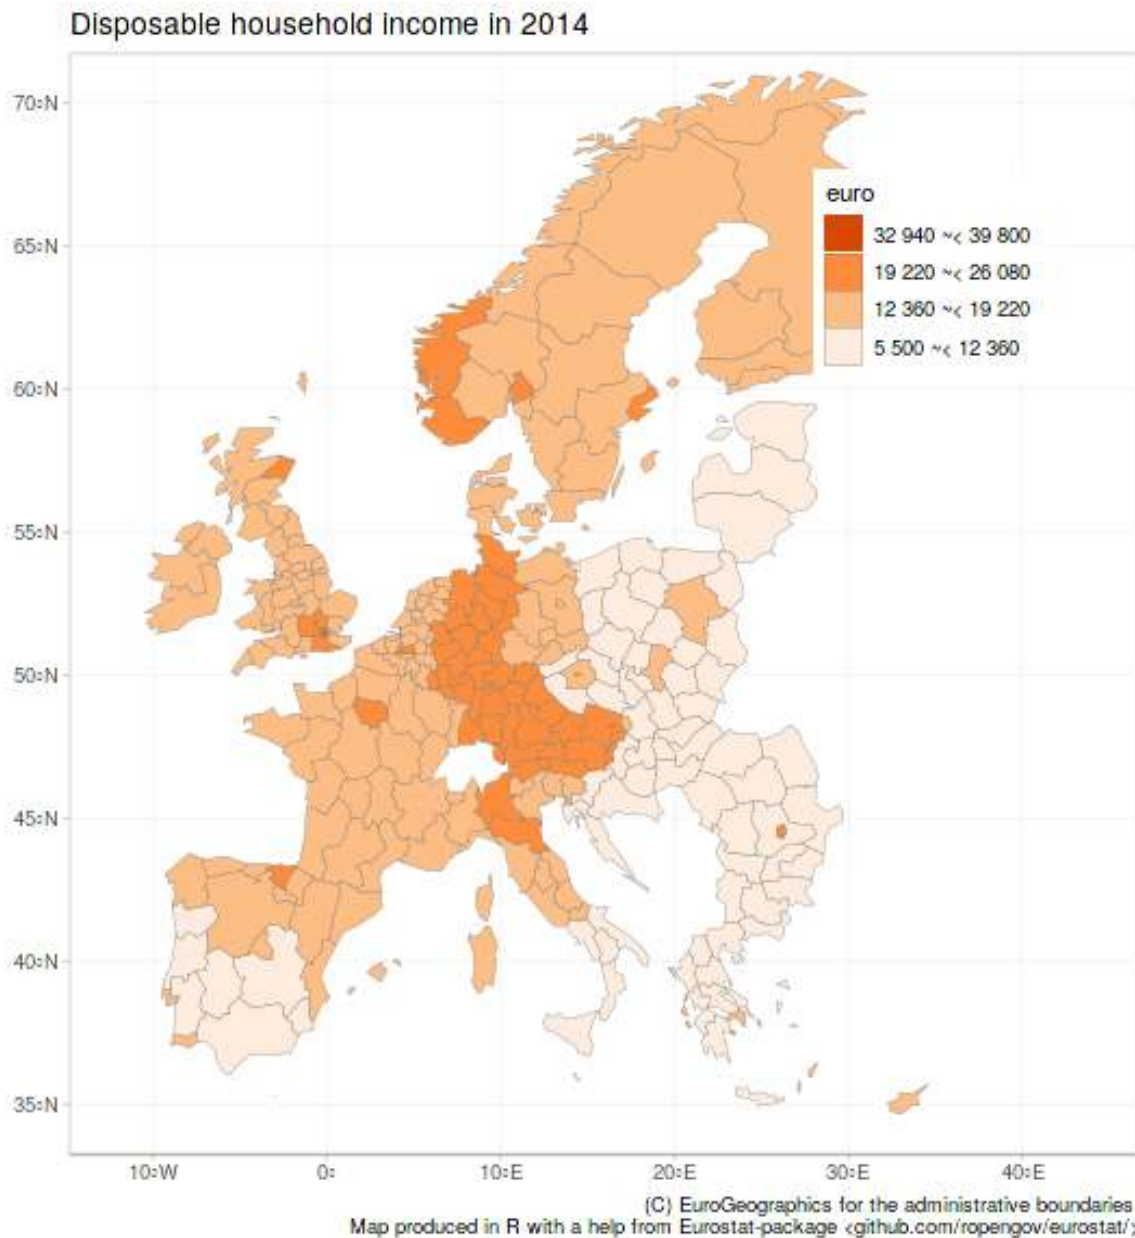 Disposable household income in 2014
70°N
65°N
60°N
55°N
50°N
45°N
40°N
35°N
euro
32 940 ~< 39 800
19 220 ~< 26 080
12 360 ~< 19 220
5 500 ~< 12 360
10°W
0°
10°E
20°E
30°E
40°E
(C) EuroGeographics for the administrative boundaries
Map produced in R with a help from Eurostat-package <github.com/ropengov/eurostat/>